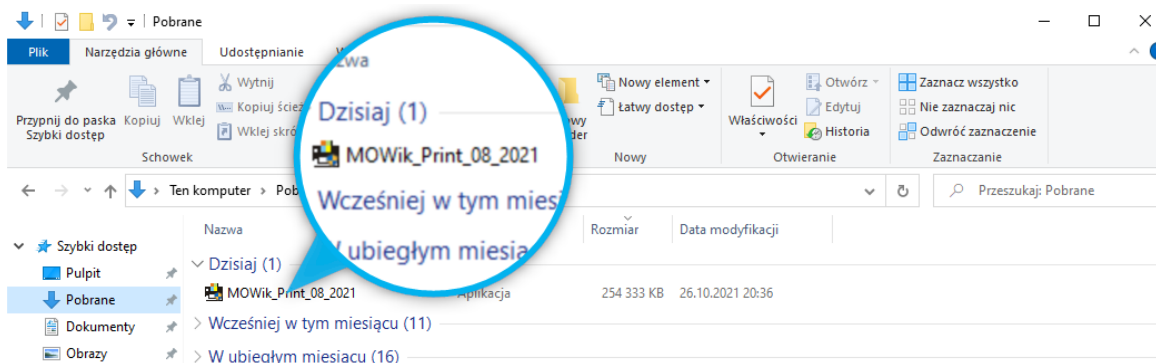 Pobrane
Plik Narzędzia główne Udostępnianie
Przypnij do paska Szybki dostęp
Kopiuj
Wklej
Wytnij
Kopiuj
Wklej
Schowek
Nowy element
Łatwy dostęp
Nowy
Właściwości
Otwórz
Edytuj
Historia
Otwieranie
Zaznacz wszystko
Nie zaznaczaj nic
Odwróć zaznaczenie
Zaznaczanie
Dzisiaj (1)
MOWik_Print_08_2021
Wcześniej w tym
W ubiegłym
Ten komputer
Przeszukaj: Pobrane
Nazwa Rozmiar Data modyfikacji
Szybki dostęp
Pulpit
Pobrane
Dokumenty
Obrazy
Dzisiaj (1)
MOWik_Print_08_2021 Aplikacja 254 333 KB 26.10.2021 20:36
Wcześniej w tym miesiącu (11)
W ubiegłym miesiącu (16)